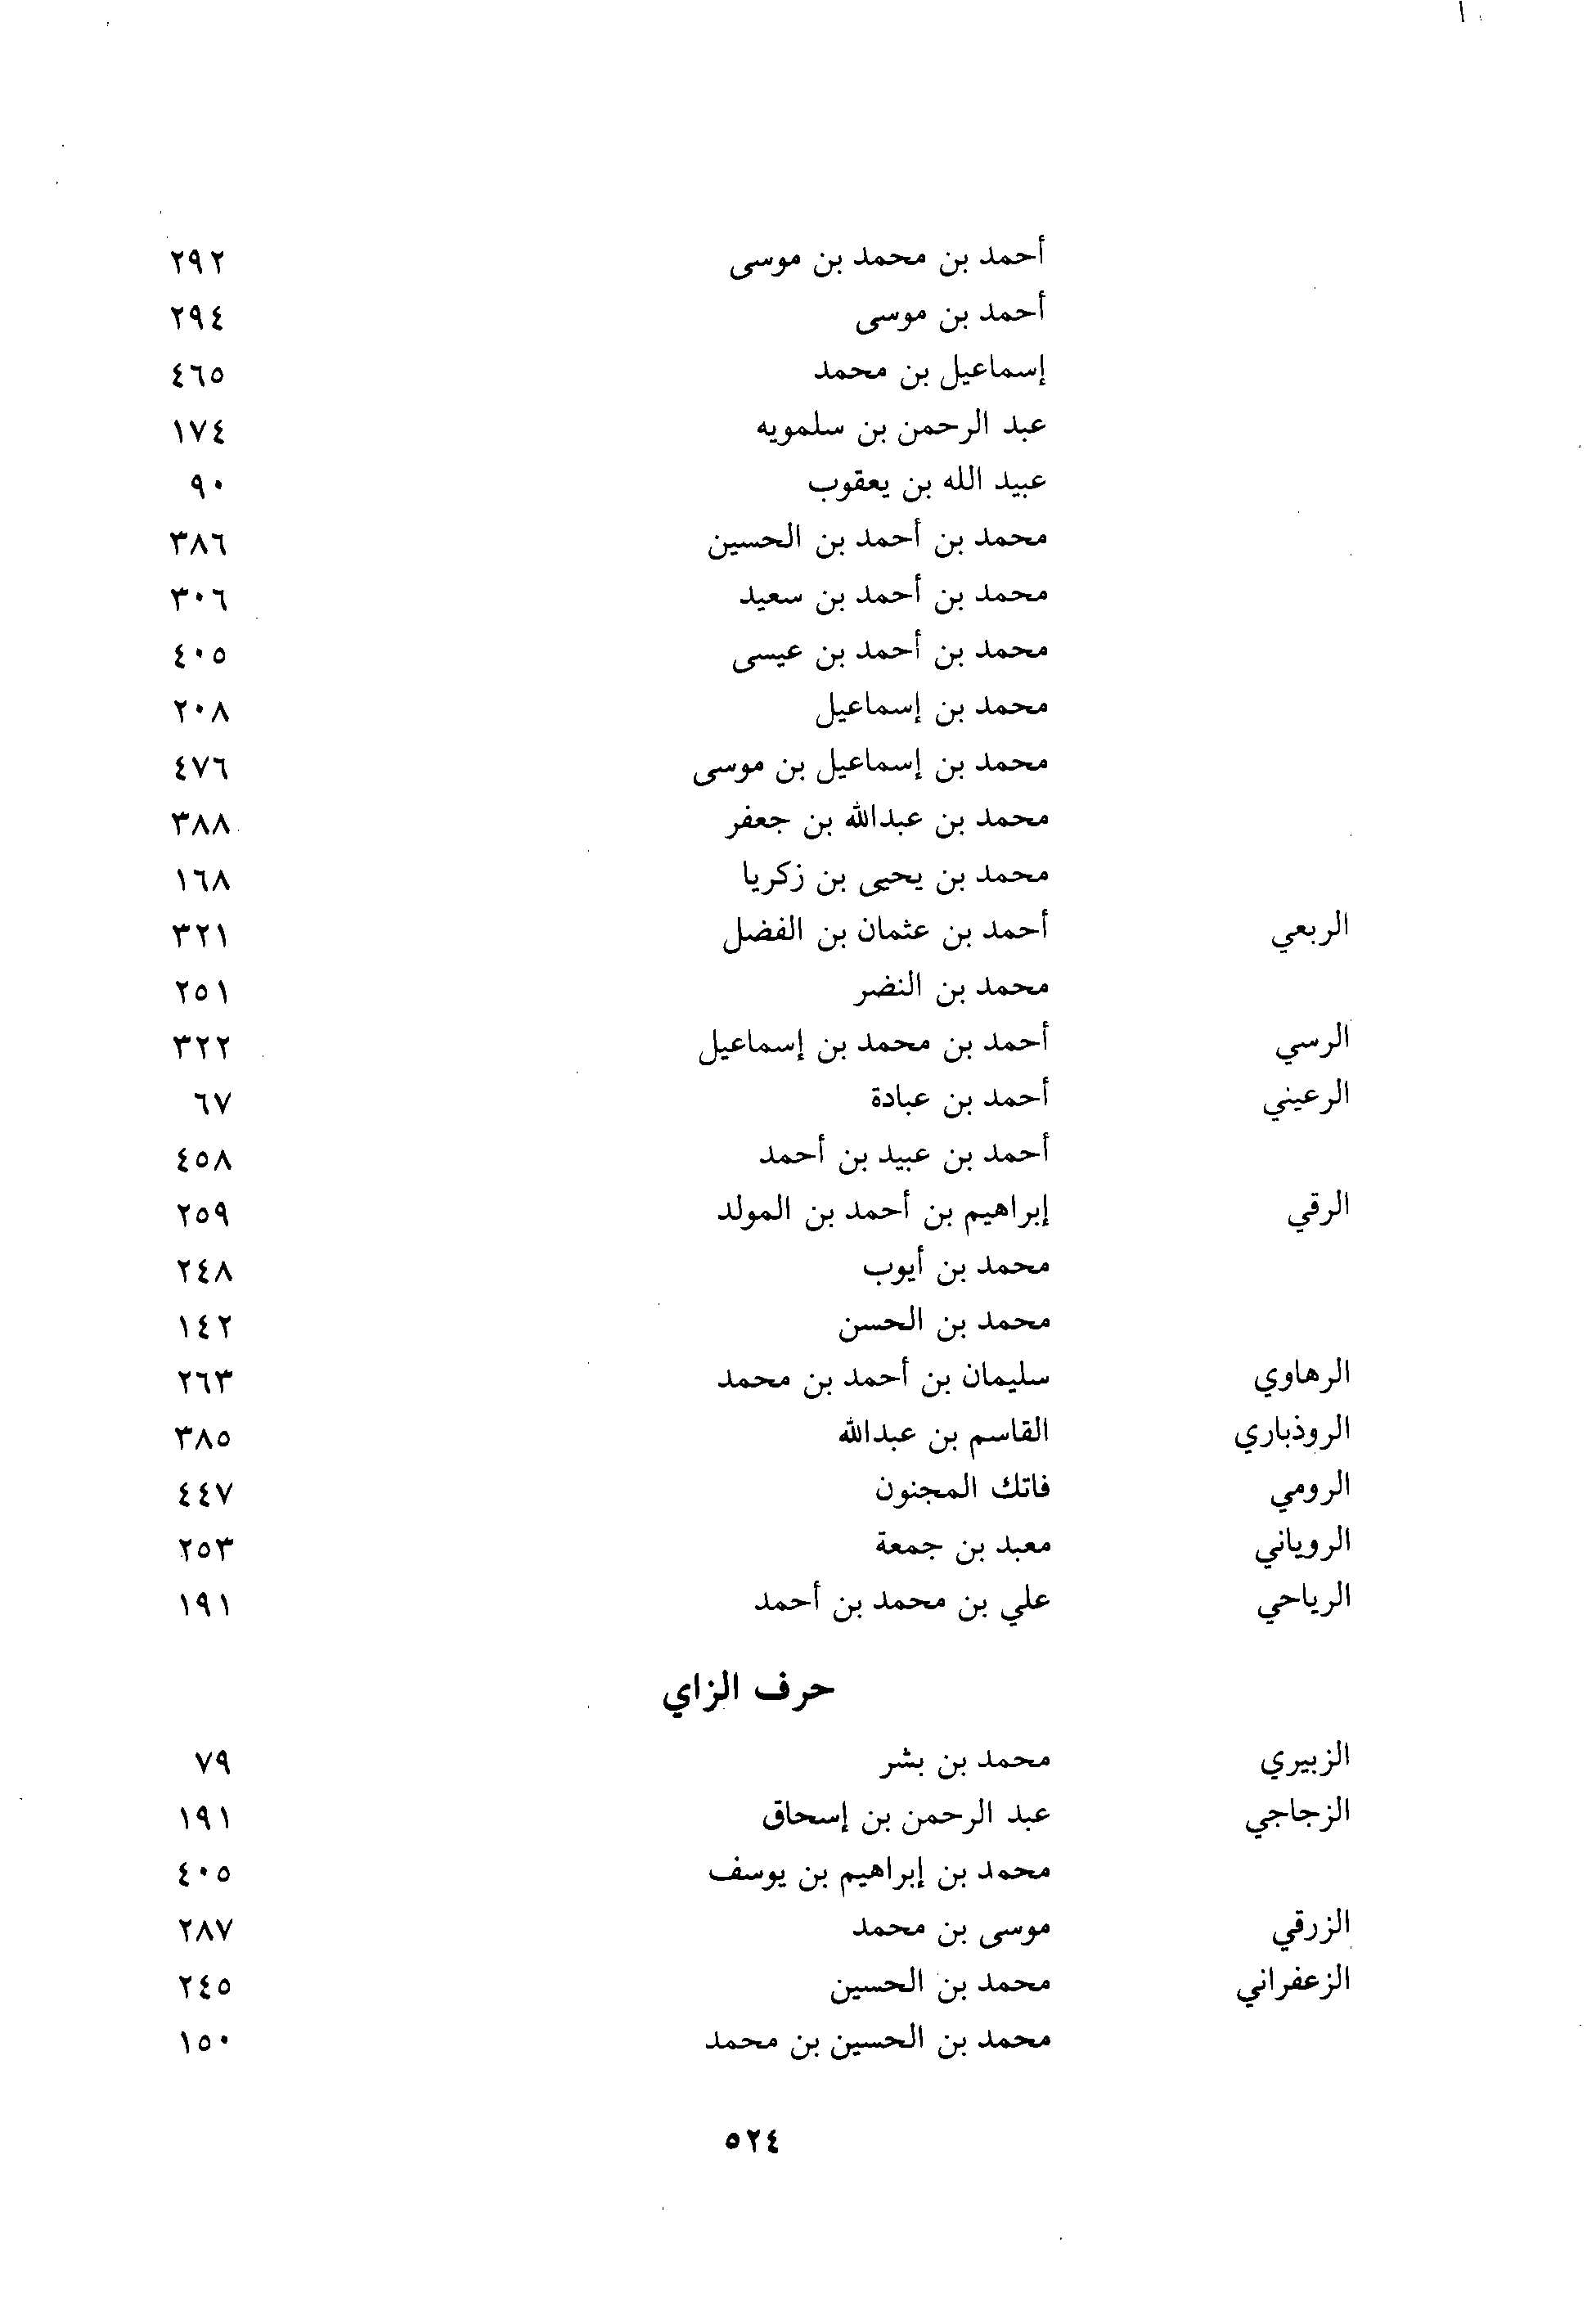 أحمد بن محمد بن موسى ٢٩٢
أحمد بن موسى ٢٩٤
إسماعيل بن محمد ٤٦٥
عبد الرحمن بن سلمويه ١٧٤
عبيد الله بن يعقوب ٩٠
محمد بن أحمد بن الحسين ٣٨٦
محمد بن أحمد بن سعيد ٣٠٦
محمد بن أحمد بن عيسى ٤٠٥
محمد بن إسماعيل ٢٠٨
محمد بن إسماعيل بن موسى ٤٧٦
محمد بن عبدالله بن جعفر ٣٨٨
محمد بن يحيى بن زكريا ١٦٨
الربعي أحمد بن عثمان بن الفضل ٣٢١
محمد بن النضر ٢٥١
الرسي أحمد بن محمد بن إسماعيل ٣٢٢
الرعيني أحمد بن عبادة ٦٧
أحمد بن عبيد بن أحمد ٤٥٨
الرقي إبراهيم بن أحمد بن المولد ٢٥٩
محمد بن أيوب ٢٤٨
محمد بن الحسن ١٤٢
الرهاوي سليمان بن أحمد بن محمد ٢٦٣
الروذباري القاسم بن عبدالله ٣٨٥
الرومي فاتك المجنون ٤٤٧
الروياني معبد بن جمعة ٢٥٣
الرياحي علي بن محمد بن أحمد ١٩١
حرف الزاي
الزبيري محمد بن بشر ٧٩
الزجاجي عبد الرحمن بن إسحاق ١٩١
محمد بن إبراهيم بن يوسف ٤٠٥
الزرقي موسى بن محمد ٢٨٧
الزعفراني محمد بن الحسين ٢٤٥
محمد بن الحسين بن محمد ١٥٠
٥٢٤